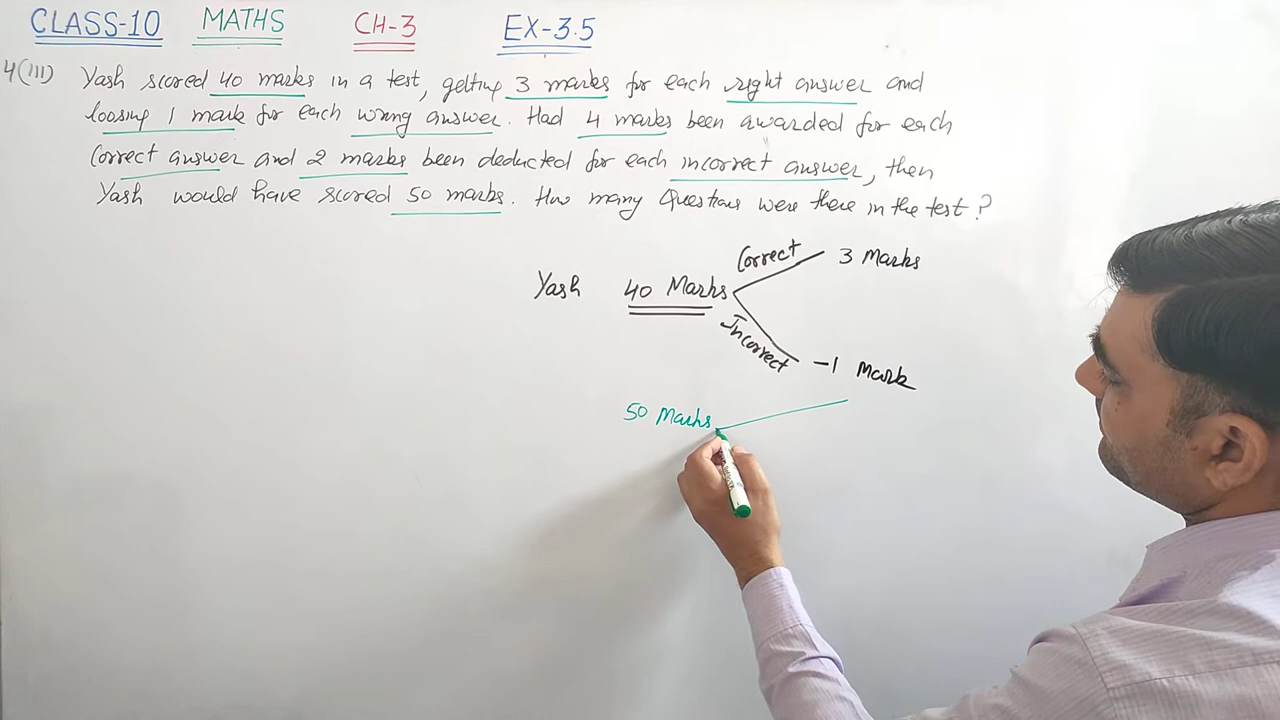 CLASS-10 MATHS CH-3 EX-3.5
4(iii) Yash scored 40 marks in a test, getting 3 marks for each right answer and
loosing 1 mark for each wrong answer. Had 4 marks been awarded for each
Correct answer and 2 marks been deducted for each incorrect answer, then
Yash would have scored 50 marks. How many Questions were there in the test?
Correct 3 Marks
Yash 40 Marks
Incorrect -1 Mark
50 Marks